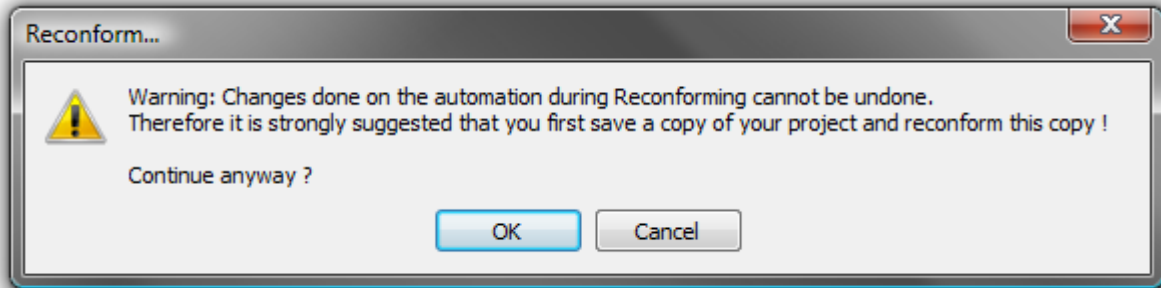 Reconform...
Warning: Changes done on the automation during Reconforming cannot be undone.
Therefore it is strongly suggested that you first save a copy of your project and reconform this copy !
Continue anyway ?
OK
Cancel